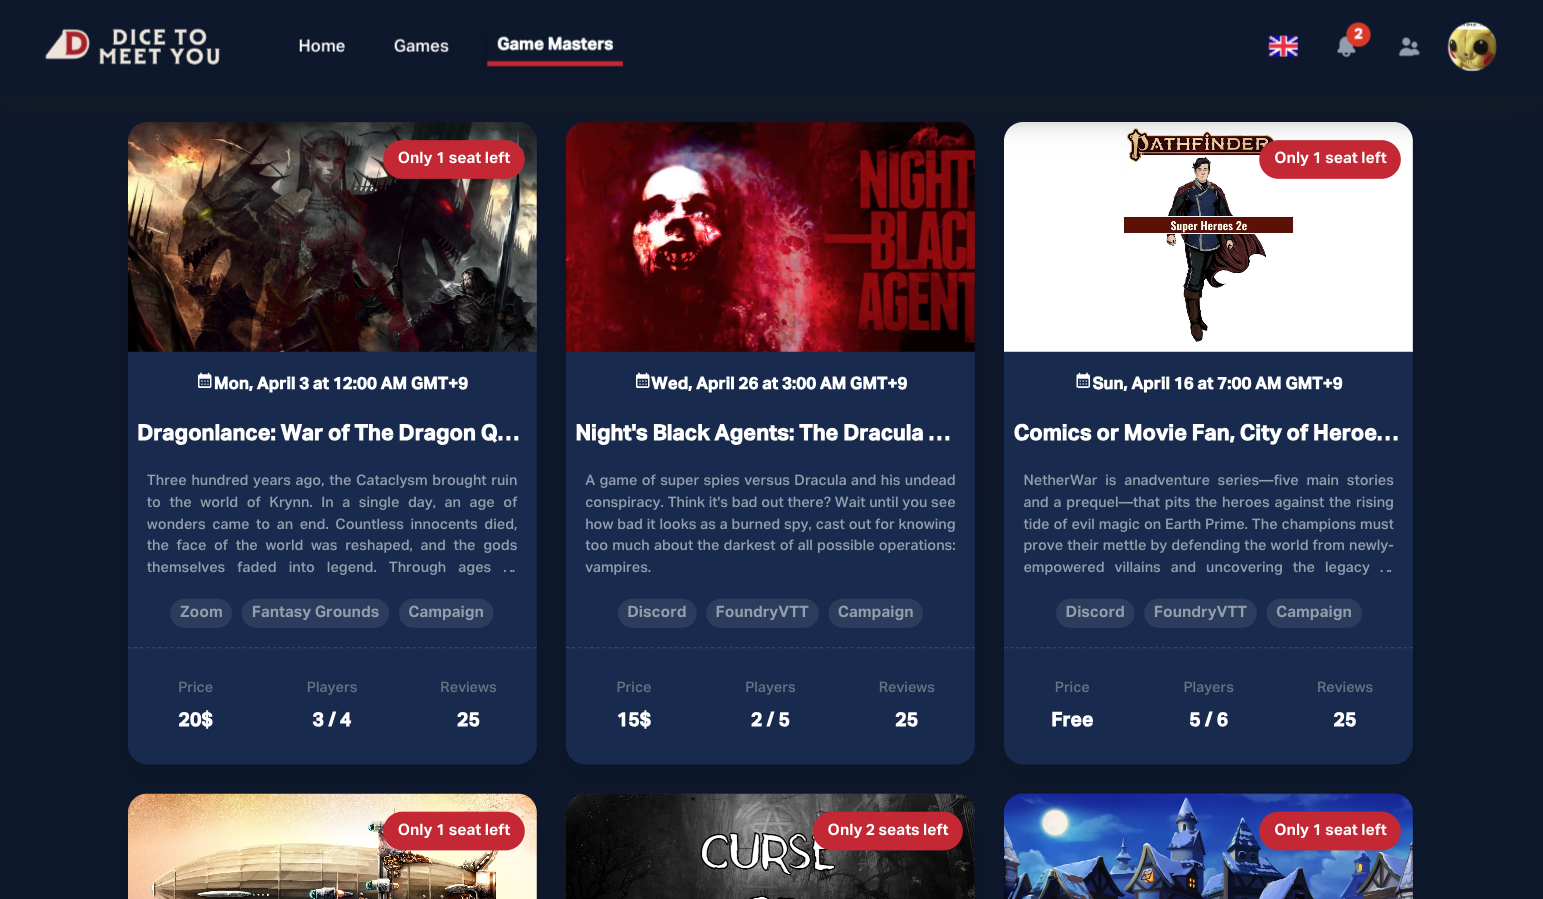 DICE TO
MEET YOU
Home
Games
Game Masters
2
Only 1 seat left
NIGHT
BLACK
AGENT
PATHFINDER
Only 1 seat left
Super Heroes 2e
Mon, April 3 at 12:00 AM GMT+9
Dragonlance: War of The Dragon Q...
Three hundred years ago, the Cataclysm brought ruin
to the world of Krynn. In a single day, an age of
wonders came to an end. Countless innocents died,
the face of the world was reshaped, and the gods
themselves faded into legend. Through ages ...
Zoom
Fantasy Grounds
Campaign
Price
Players
Reviews
20$
3 / 4
25
Wed, April 26 at 3:00 AM GMT+9
Night's Black Agents: The Dracula ...
A game of super spies versus Dracula and his undead
conspiracy. Think it's bad out there? Wait until you see
how bad it looks as a burned spy, cast out for knowing
too much about the darkest of all possible operations:
vampires.
Discord
FoundryVTT
Campaign
Price
Players
Reviews
15$
2 / 5
25
Sun, April 16 at 7:00 AM GMT+9
Comics or Movie Fan, City of Heroe...
NetherWar is anadventure series—five main stories
and a prequel—that pits the heroes against the rising
tide of evil magic on Earth Prime. The champions must
prove their mettle by defending the world from newly-
empowered villains and uncovering the legacy ...
Discord
FoundryVTT
Campaign
Price
Players
Reviews
Free
5 / 6
25
Only 1 seat left
CURSE
Only 2 seats left
Only 1 seat left